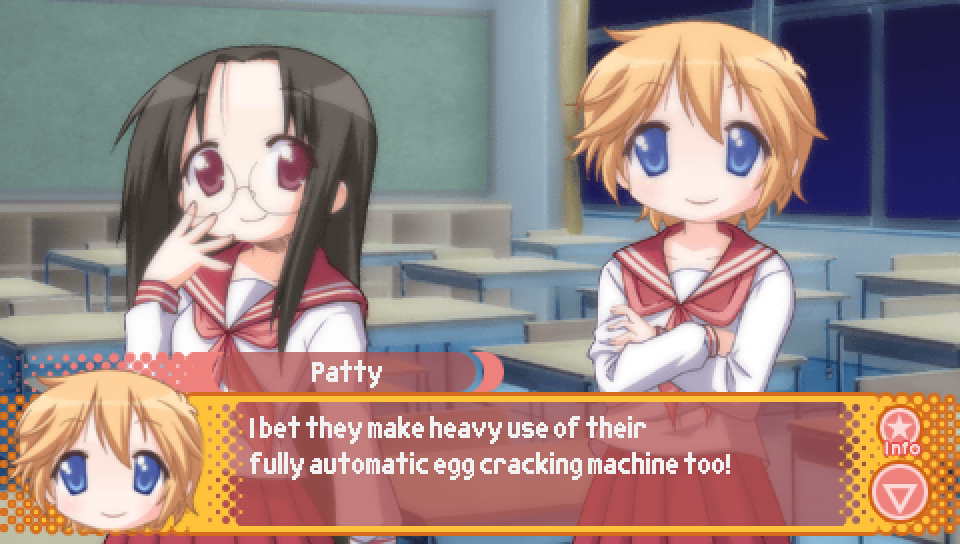 Patty
I bet they make heavy use of their
fully automatic egg cracking machine too!
Info